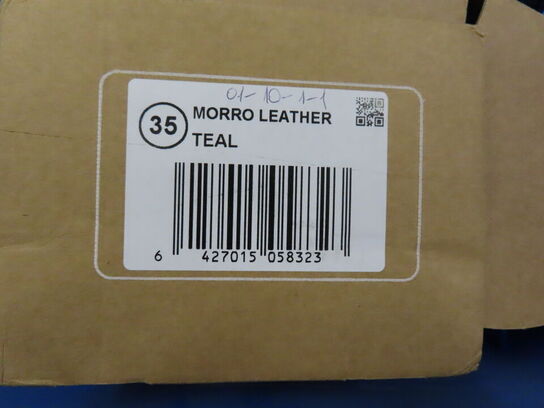 01-10-1-1
35
MORRO LEATHER
TEAL
6 427015 058323